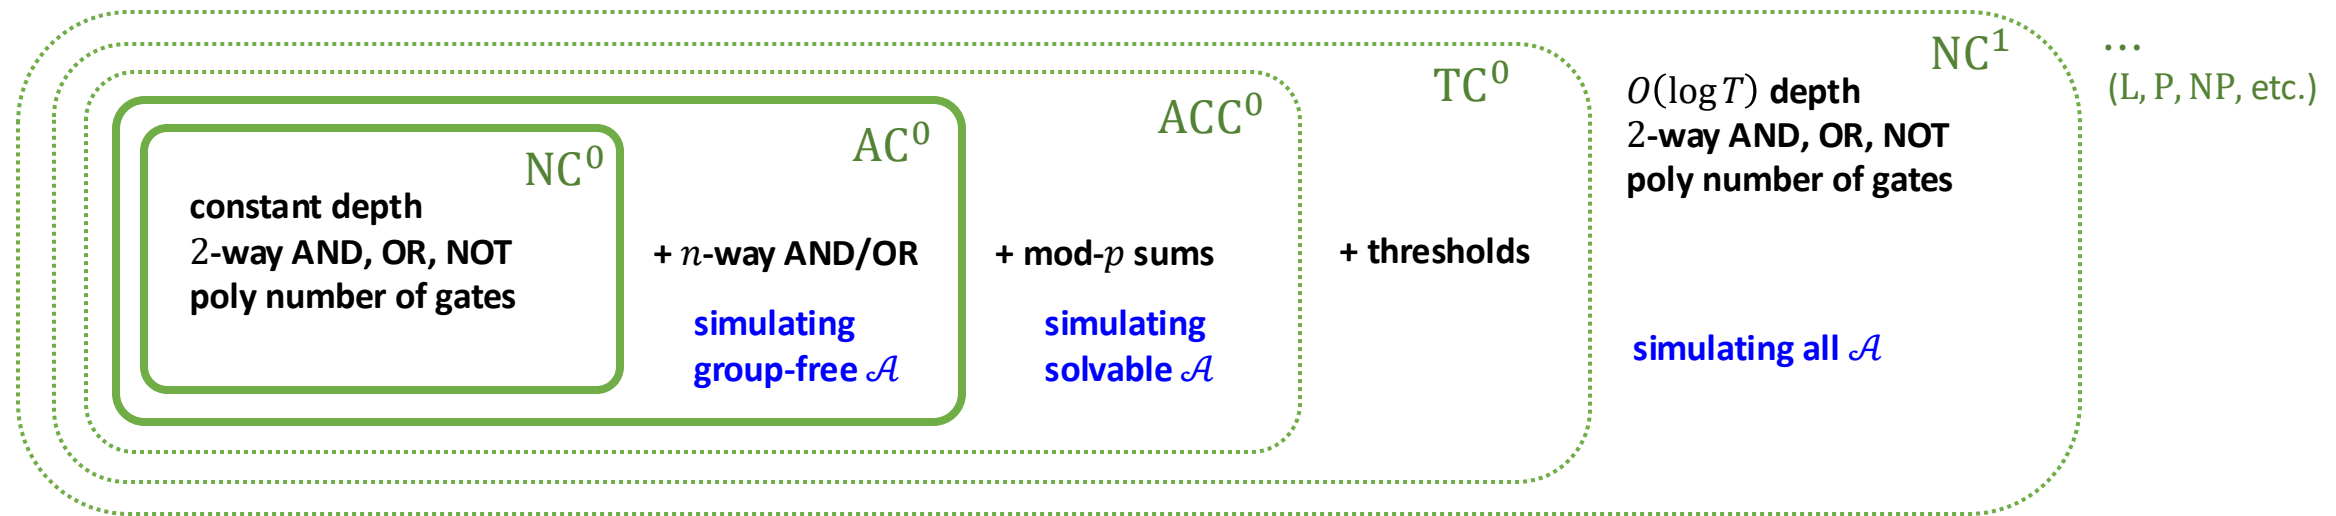 NC⁰
constant depth
2-way AND, OR, NOT
poly number of gates
AC⁰
+ n-way AND/OR
simulating
group-free 𝒜
ACC⁰
+ mod-p sums
simulating
solvable 𝒜
TC⁰
+ thresholds
NC¹
O(log T) depth
2-way AND, OR, NOT
poly number of gates
simulating all 𝒜
...
(L, P, NP, etc.)